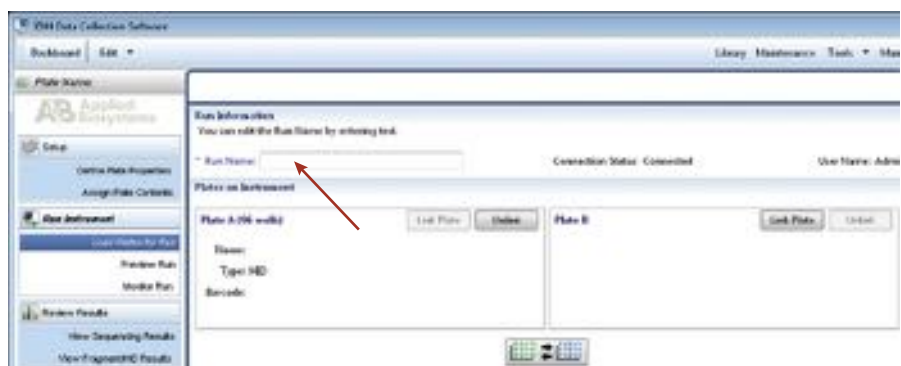 3500 Data Collection Software
Dashboard Edit
Library Maintenance Tools
Plate Name
AB Applied Biosystems
Run Information
You can edit the Run Name by entering text.
Setup
* Run Name:
Connection Status: Connected
User Name: Admi
Define Plate Properties
Assign Plate Contents
Plates on Instrument
Run Instrument
Plate A (96 wells)
Link Plate
Unlink
Plate B
Link Plate
Unlink
Load Plates for Run
Name:
Preview Run
Type: HID
Monitor Run
Barcode:
Review Results
View Sequencing Results
View Fragment/HID Results